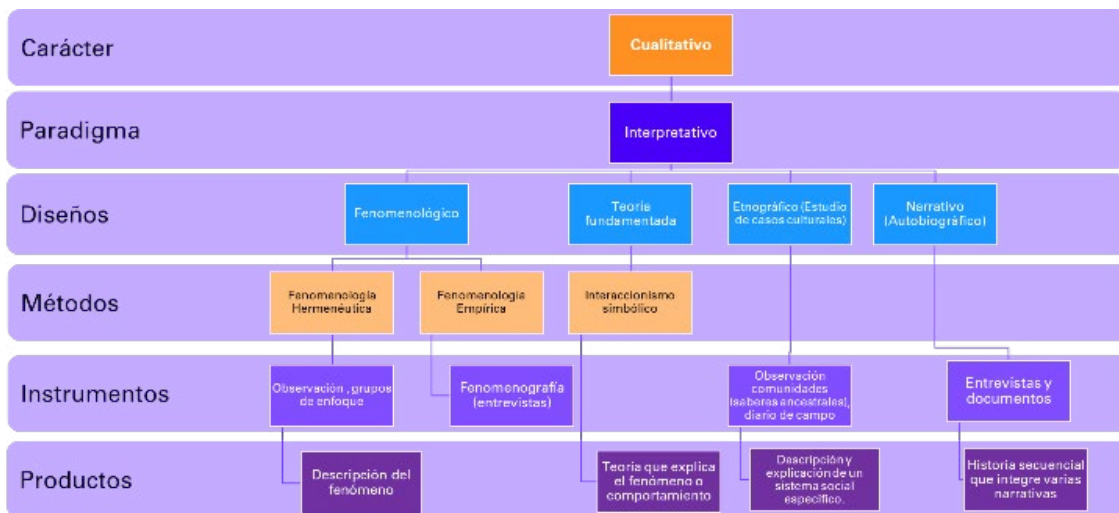 Carácter
Cualitativo
Paradigma
Interpretativo
Diseños
Fenomenológico
Teoría
fundamentada
Etnográfico (Estudio
de casos culturales)
Narrativo
(Autobiográfico)
Métodos
Fenomenología
Hermenéutica
Fenomenología
Empírica
Interaccionismo
simbólico
Instrumentos
Observación , grupos
de enfoque
Fenomenografía
(entrevistas)
Observación
comunidades
(saberes ancestrales),
diario de campo
Entrevistas y
documentos
Productos
Descripción del
fenómeno
Teoría que explica
el fenómeno o
comportamiento
Descripción y
explicación de un
sistema social
específico.
Historia secuencial
que integre varias
narrativas